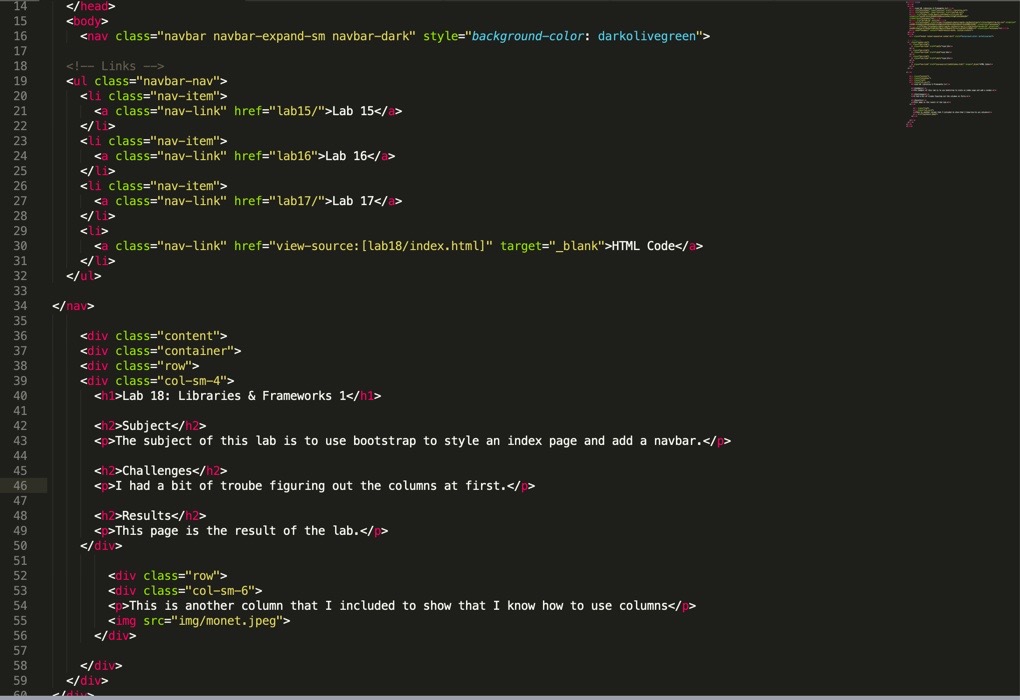 14 </head>
15 <body>
16 <nav class="navbar navbar-expand-sm navbar-dark" style="background-color: darkolivegreen">
17
18 <!-- Links -->
19 <ul class="navbar-nav">
20 <li class="nav-item">
21 <a class="nav-link" href="lab15/">Lab 15</a>
22 </li>
23 <li class="nav-item">
24 <a class="nav-link" href="lab16">Lab 16</a>
25 </li>
26 <li class="nav-item">
27 <a class="nav-link" href="lab17/">Lab 17</a>
28 </li>
29 <li>
30 <a class="nav-link" href="view-source:[lab18/index.html]" target="_blank">HTML Code</a>
31 </li>
32 </ul>
33
34 </nav>
35
36 <div class="content">
37 <div class="container">
38 <div class="row">
39 <div class="col-sm-4">
40 <h1>Lab 18: Libraries & Frameworks 1</h1>
41
42 <h2>Subject</h2>
43 <p>The subject of this lab is to use bootstrap to style an index page and add a navbar.</p>
44
45 <h2>Challenges</h2>
46 <p>I had a bit of trouble figuring out the columns at first.</p>
47
48 <h2>Results</h2>
49 <p>This page is the result of the lab.</p>
50 </div>
51
52 <div class="row">
53 <div class="col-sm-6">
54 <p>This is another column that I included to show that I know how to use columns</p>
55 <img src="img/monet.jpeg">
56 </div>
57
58 </div>
59 </div>
60 </div>